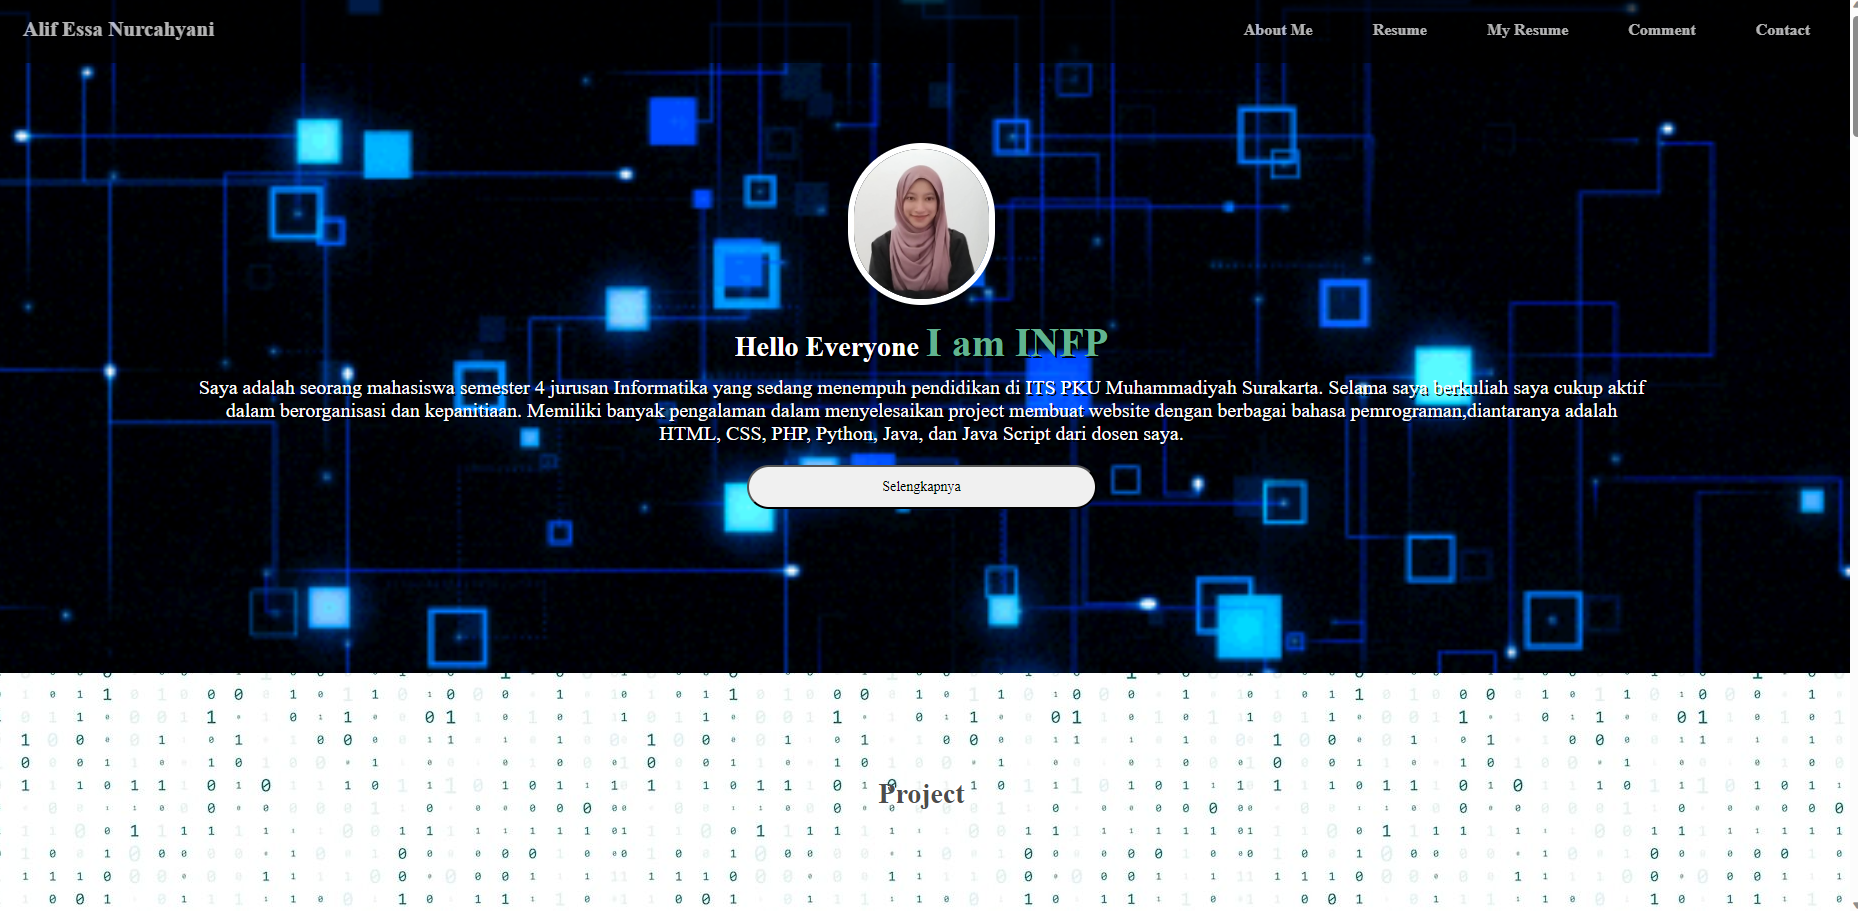 Alif Essa Nurcahyani
About Me Resume My Resume Comment Contact
Hello Everyone I am INFP
Saya adalah seorang mahasiswa semester 4 jurusan Informatika yang sedang menempuh pendidikan di ITS PKU Muhammadiyah Surakarta. Selama saya berkuliah saya cukup aktif
dalam berorganisasi dan kepanitiaan. Memiliki banyak pengalaman dalam menyelesaikan project membuat website dengan berbagai bahasa pemrograman,diantaranya adalah
HTML, CSS, PHP, Python, Java, dan Java Script dari dosen saya.
Selengkapnya
Project